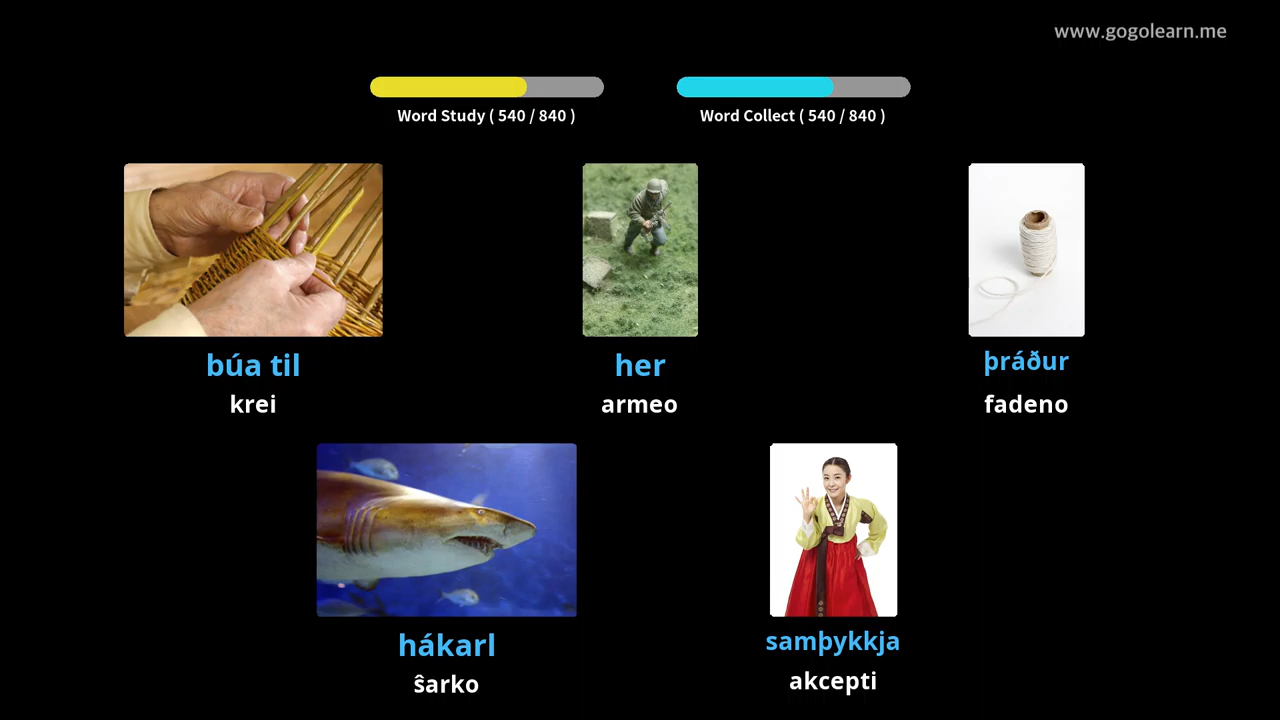 www.gogolearn.me
Word Study ( 540 / 840 )
Word Collect ( 540 / 840 )
búa til
krei
her
armeo
þráður
fadeno
hákarl
ŝarko
samþykkja
akcepti